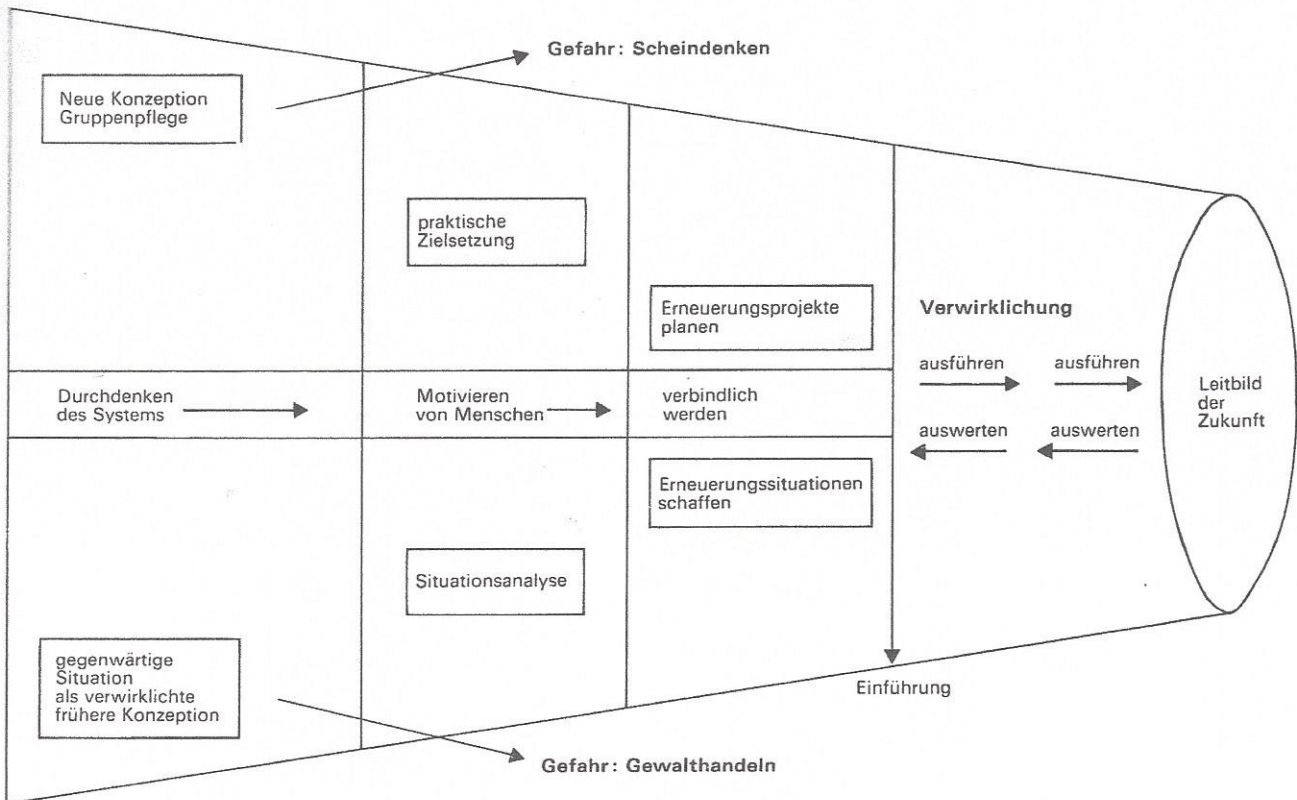 Gefahr: Scheindenken
Neue Konzeption
Gruppenpflege
praktische
Zielsetzung
Erneuerungsprojekte
planen
Verwirklichung
ausführen
ausführen
Durchdenken
des Systems
Motivieren
von Menschen
verbindlich
werden
auswerten
auswerten
Leitbild
der
Zukunft
Erneuerungssituationen
schaffen
Situationsanalyse
gegenwärtige
Situation
als verwirklichte
frühere Konzeption
Einführung
Gefahr: Gewalthandeln